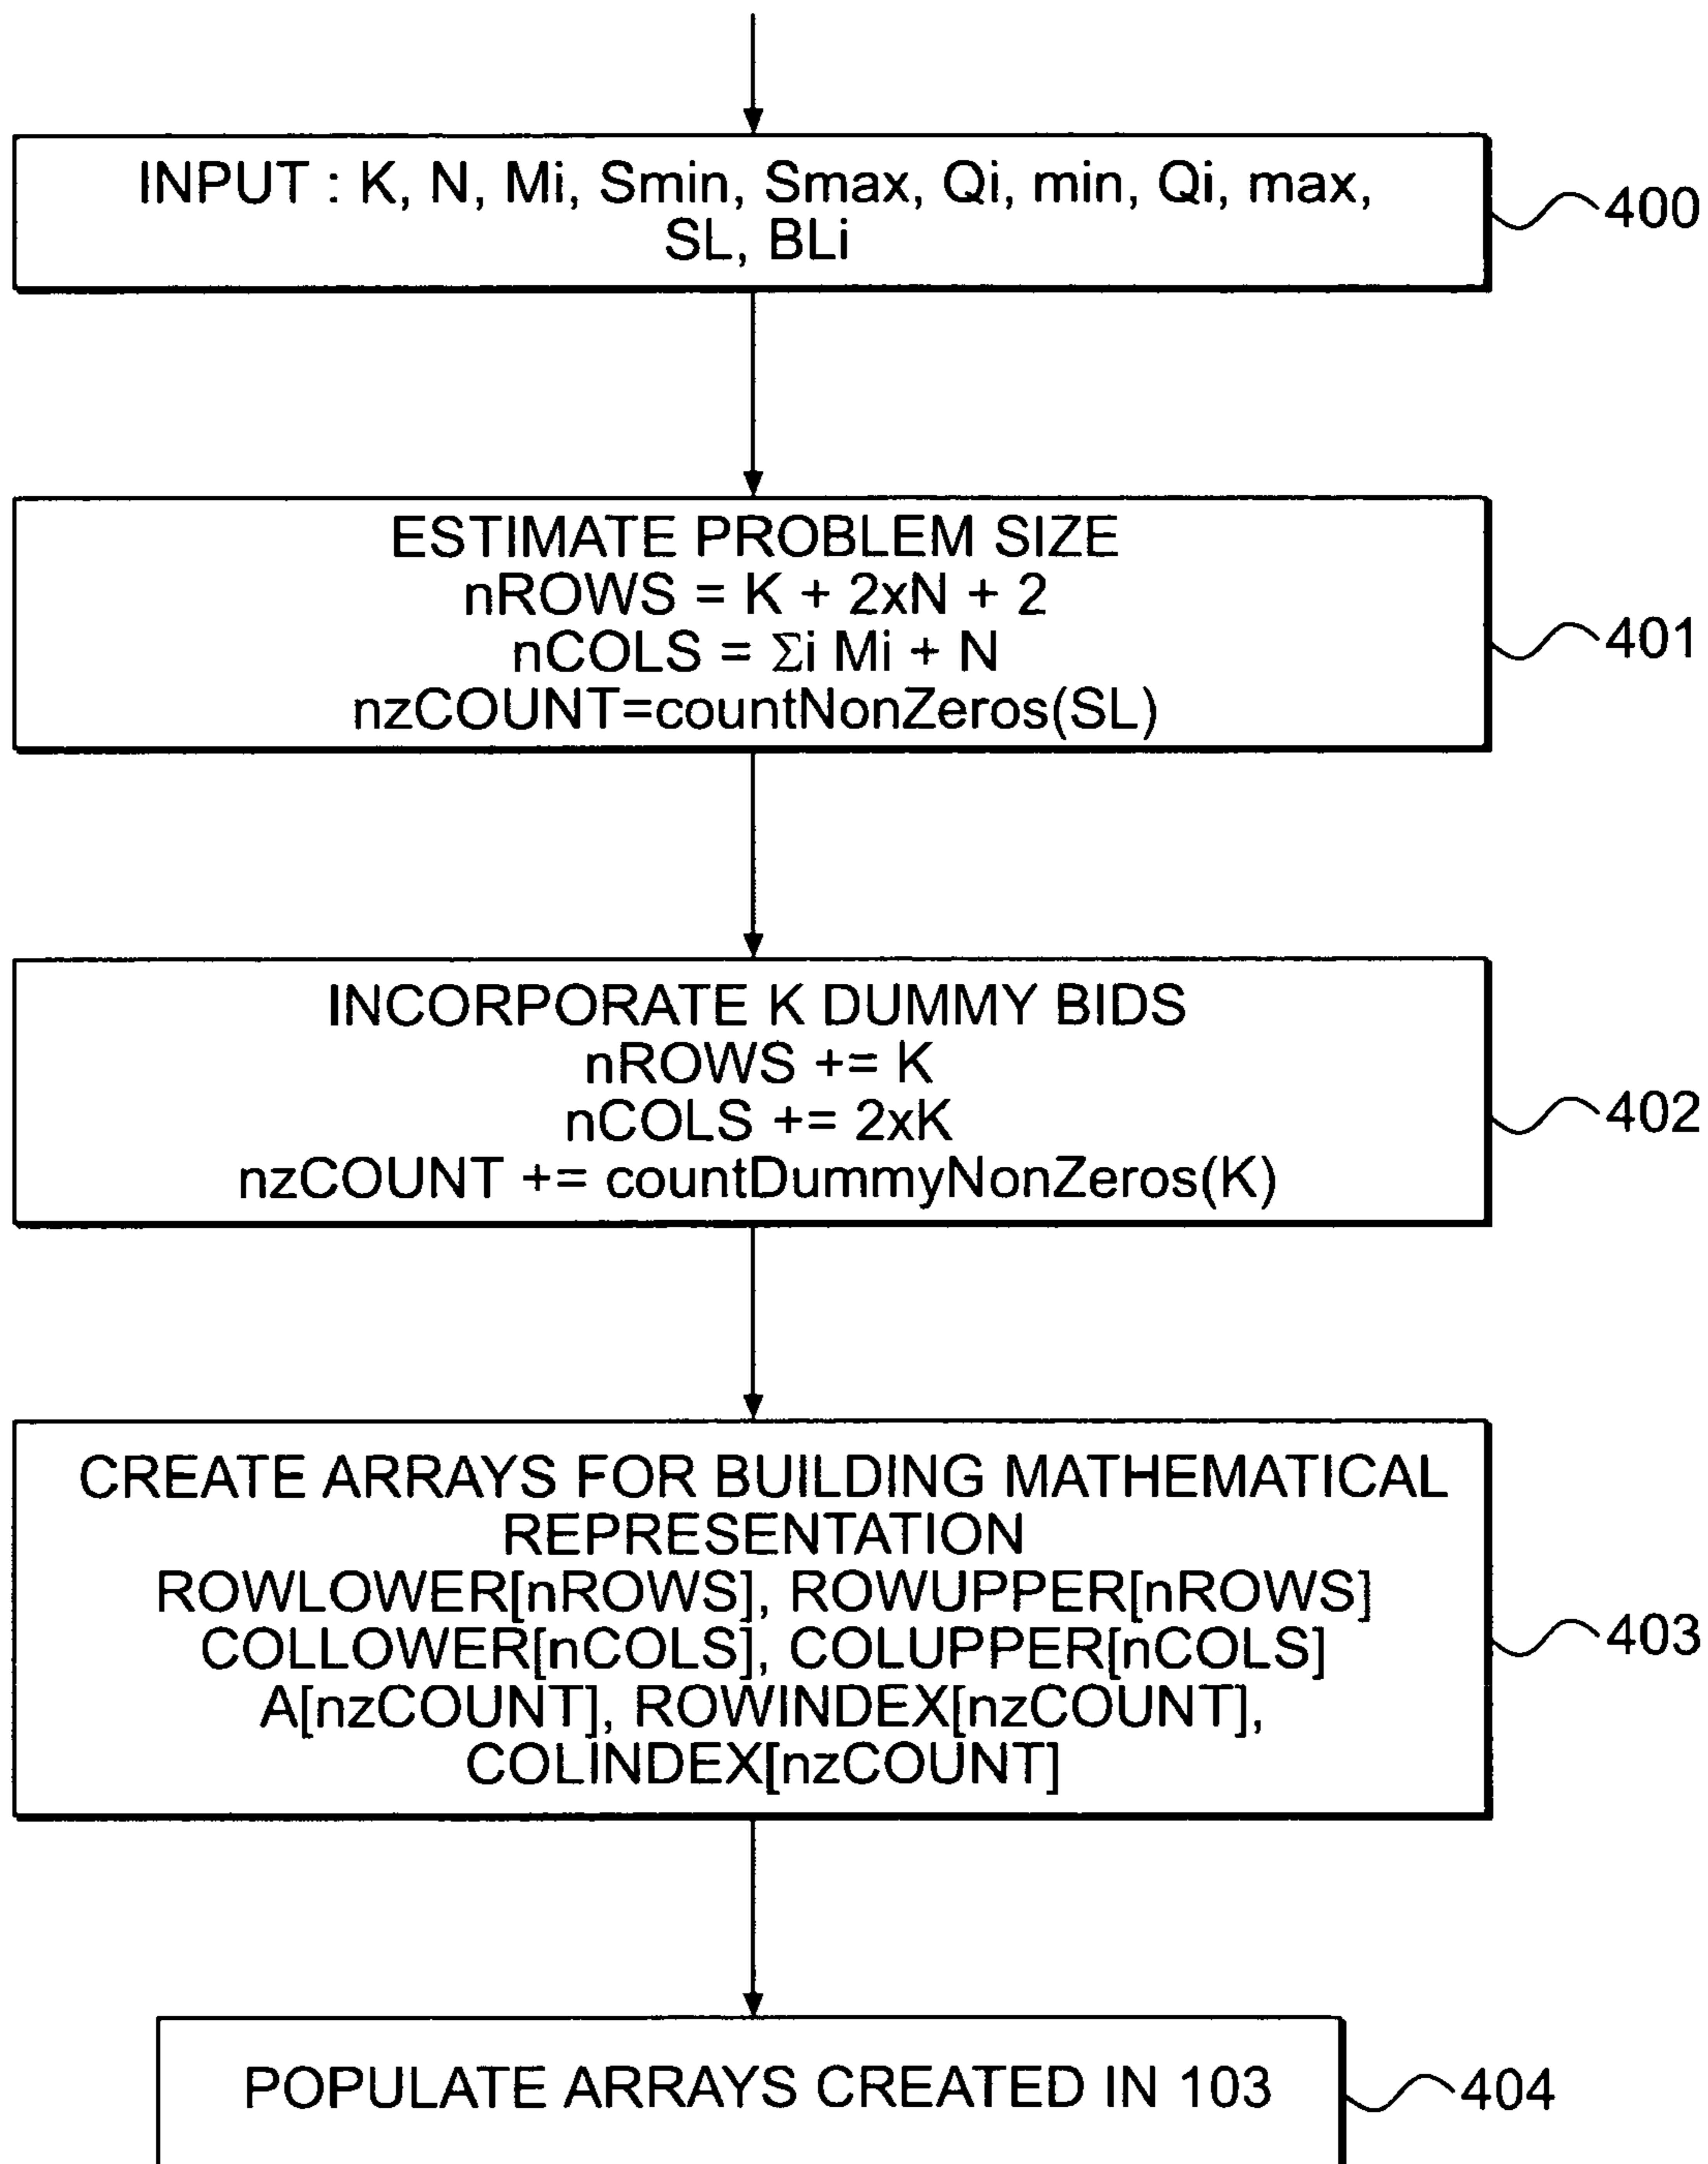 INPUT : K, N, Mi, Smin, Smax, Qi, min, Qi, max,
SL, BLi
400
ESTIMATE PROBLEM SIZE
nROWS = K + 2xN + 2
nCOLS = Σi Mi + N
nzCOUNT=countNonZeros(SL)
401
INCORPORATE K DUMMY BIDS
nROWS += K
nCOLS += 2xK
nzCOUNT += countDummyNonZeros(K)
402
CREATE ARRAYS FOR BUILDING MATHEMATICAL
REPRESENTATION
ROWLOWER[nROWS], ROWUPPER[nROWS]
COLLOWER[nCOLS], COLUPPER[nCOLS]
A[nzCOUNT], ROWINDEX[nzCOUNT],
COLINDEX[nzCOUNT]
403
POPULATE ARRAYS CREATED IN 103
404